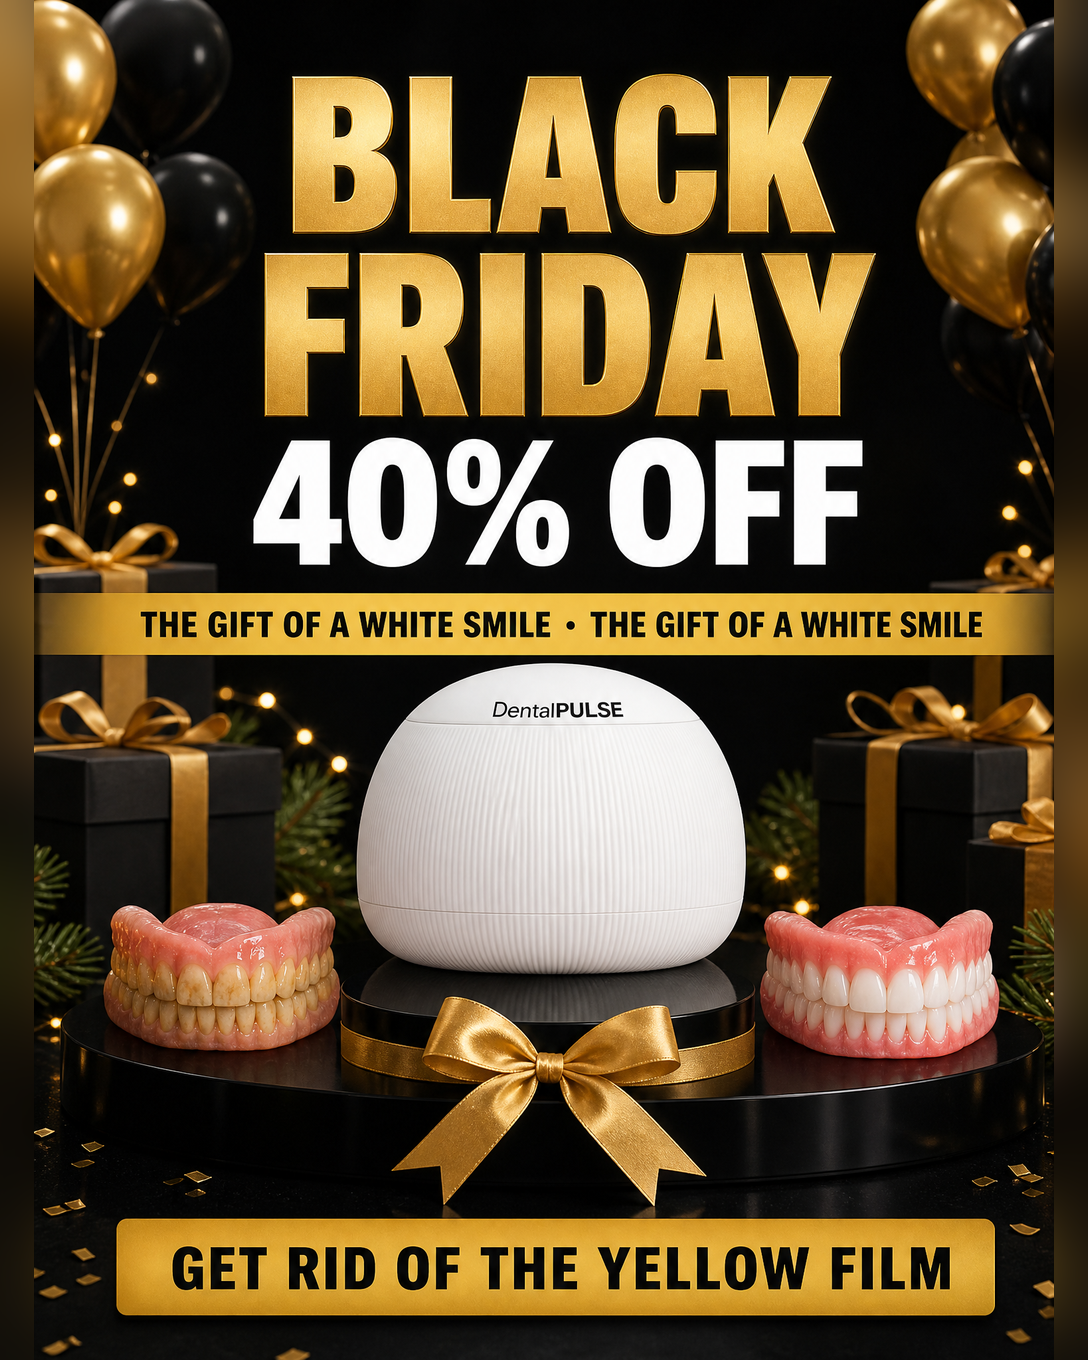 BLACK
FRIDAY
40% OFF
THE GIFT OF A WHITE SMILE • THE GIFT OF A WHITE SMILE
DentalPULSE
GET RID OF THE YELLOW FILM